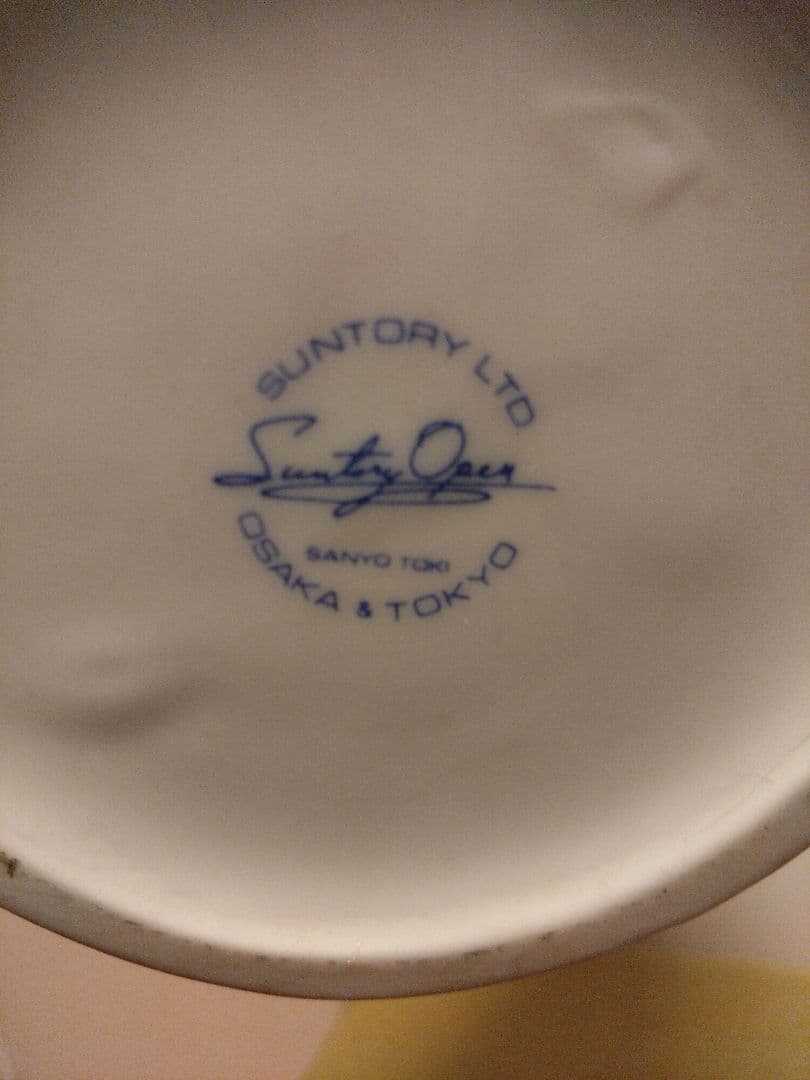 SUNTORY LTD.
Suntory Open
SANYO TOKI
OSAKA & TOKYO